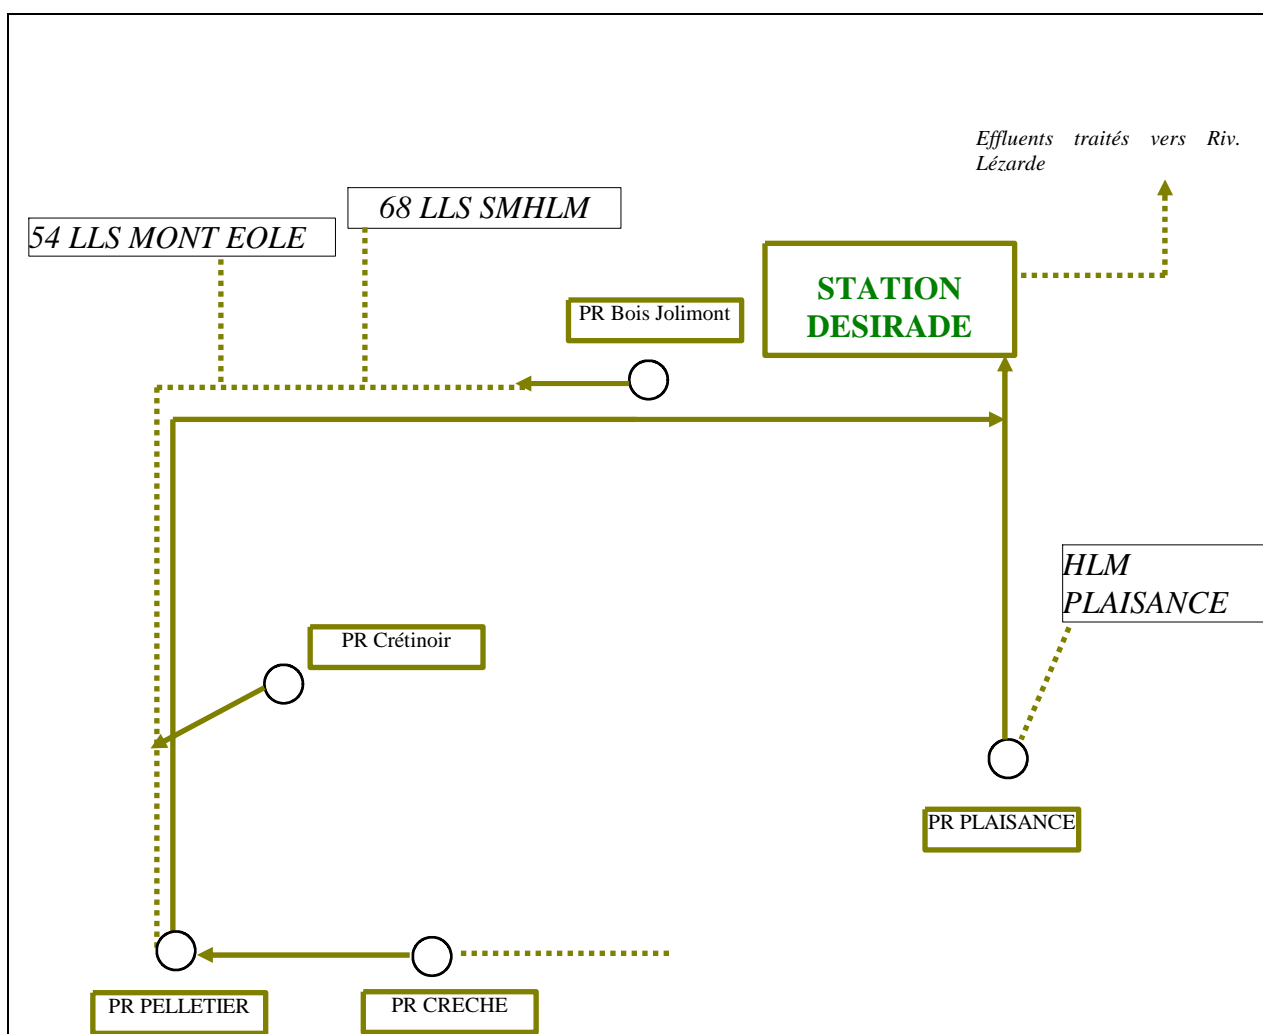 Effluents traités vers Riv.
Lézarde
68 LLS SMHLM
54 LLS MONT EOLE
STATION
DESIRADE
PR Bois Jolimont
HLM
PLAISANCE
PR Crétinoir
PR PLAISANCE
PR PELLETIER
PR CRECHE